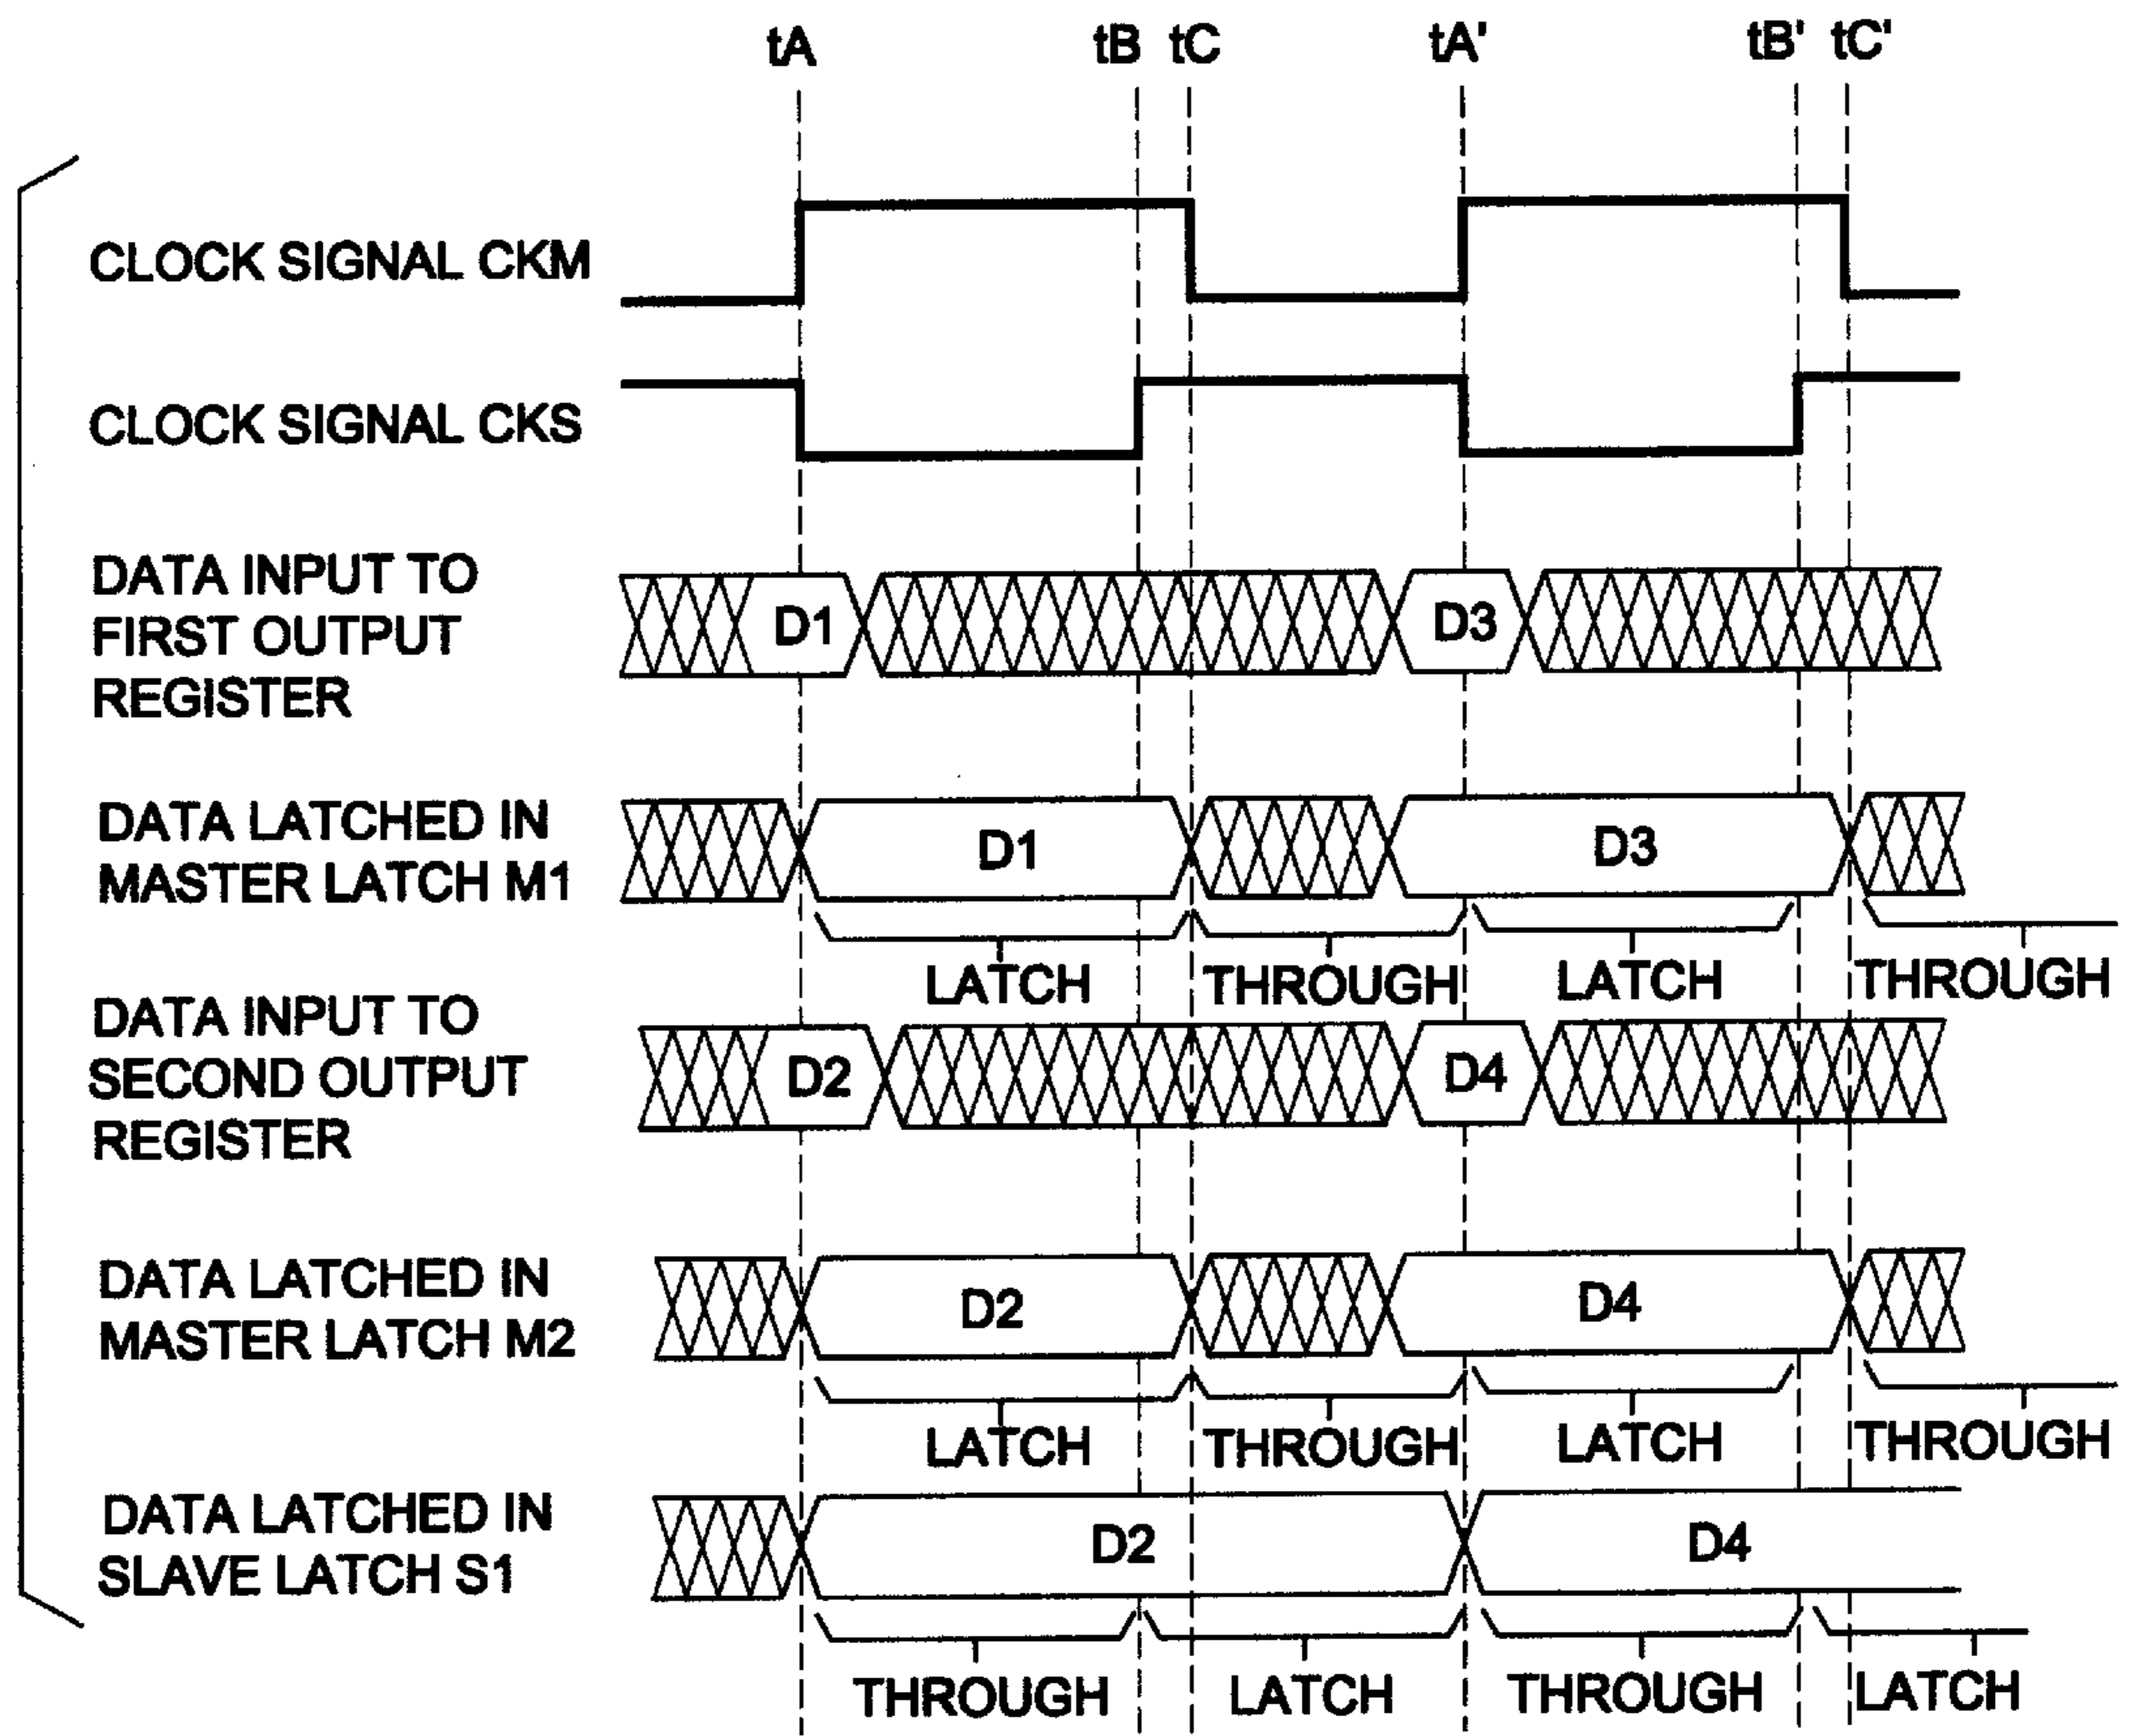 tA tB tC tA' tB' tC'
CLOCK SIGNAL CKM
CLOCK SIGNAL CKS
DATA INPUT TO
FIRST OUTPUT
REGISTER
D1 D3
DATA LATCHED IN
MASTER LATCH M1
D1 D3
LATCH THROUGH LATCH THROUGH
DATA INPUT TO
SECOND OUTPUT
REGISTER
D2 D4
DATA LATCHED IN
MASTER LATCH M2
D2 D4
LATCH THROUGH LATCH THROUGH
DATA LATCHED IN
SLAVE LATCH S1
D2 D4
THROUGH LATCH THROUGH LATCH